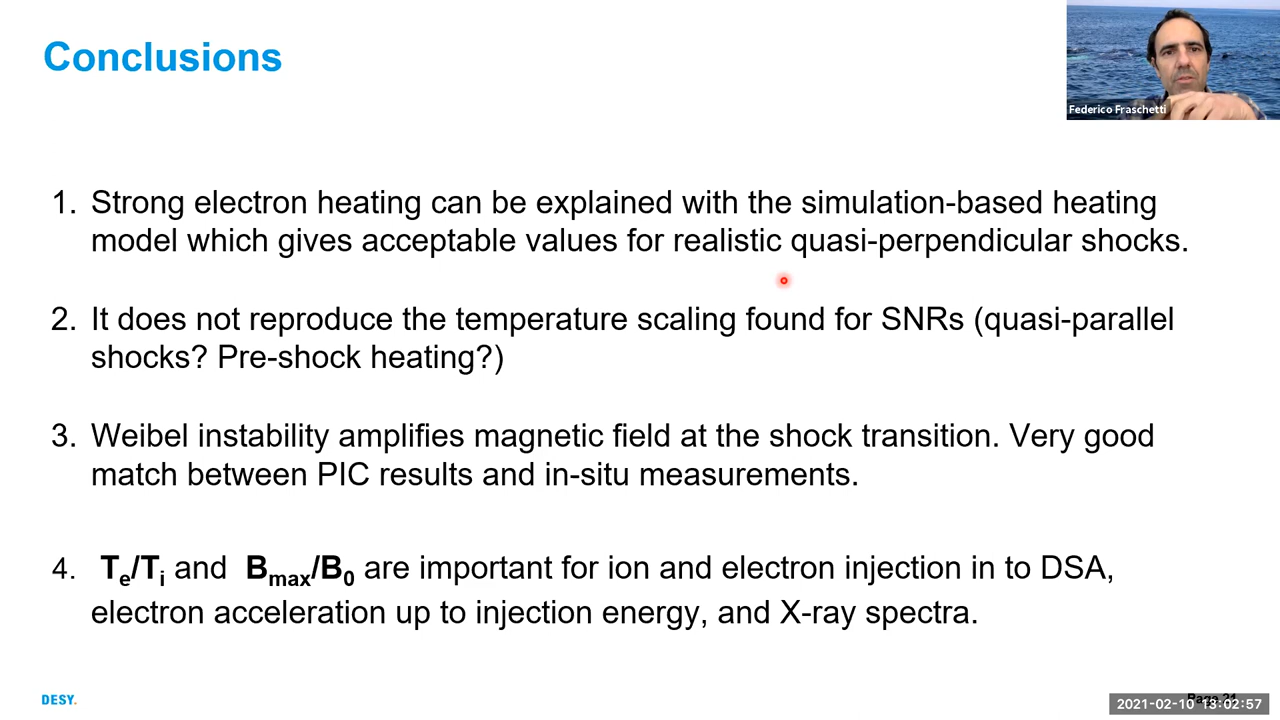 Conclusions
Federico Fraschetti
1. Strong electron heating can be explained with the simulation-based heating
model which gives acceptable values for realistic quasi-perpendicular shocks.
2. It does not reproduce the temperature scaling found for SNRs (quasi-parallel
shocks? Pre-shock heating?)
3. Weibel instability amplifies magnetic field at the shock transition. Very good
match between PIC results and in-situ measurements.
4. Te/Ti and Bmax/B0 are important for ion and electron injection in to DSA,
electron acceleration up to injection energy, and X-ray spectra.
DESY.
2021-02-10 13:02:57